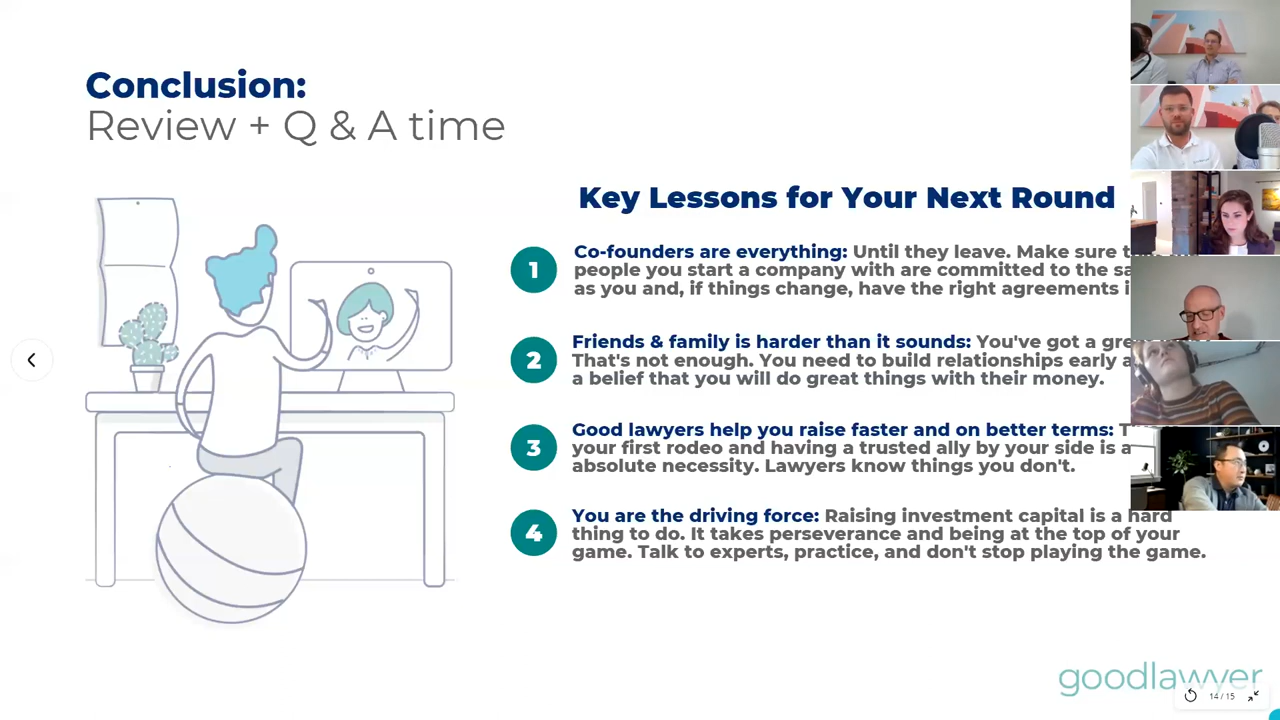 Conclusion:
Review + Q & A time
Key Lessons for Your Next Round
1
Co-founders are everything: Until they leave. Make sure
people you start a company with are committed to the
as you and, if things change, have the right agreements
2
Friends & family is harder than it sounds: You've got a
That's not enough. You need to build relationships early
a belief that you will do great things with their money.
3
Good lawyers help you raise faster and on better terms:
your first rodeo and having a trusted ally by your side is
absolute necessity. Lawyers know things you don't.
4
You are the driving force: Raising investment capital is a hard
thing to do. It takes perseverance and being at the top of your
game. Talk to experts, practice, and don't stop playing the game.
goodlawyer
14 / 15